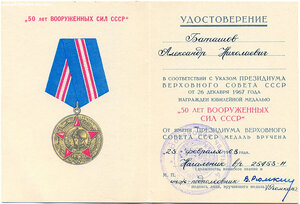 "50 лет ВООРУЖЕННЫХ СИЛ СССР"
УДОСТОВЕРЕНИЕ
Баташов
Александр Николаевич
В СООТВЕТСТВИИ С УКАЗОМ ПРЕЗИДИУМА
ВЕРХОВНОГО СОВЕТА СССР
ОТ 26 ДЕКАБРЯ 1967 ГОДА
НАГРАЖДЕН ЮБИЛЕЙНОЙ МЕДАЛЬЮ
"50 ЛЕТ ВООРУЖЕННЫХ
СИЛ СССР"
ОТ ИМЕНИ ПРЕЗИДИУМА ВЕРХОВНОГО
СОВЕТА СССР МЕДАЛЬ ВРУЧЕНА
23 февраля 1968
Начальник в/г
М. П.
подполковник